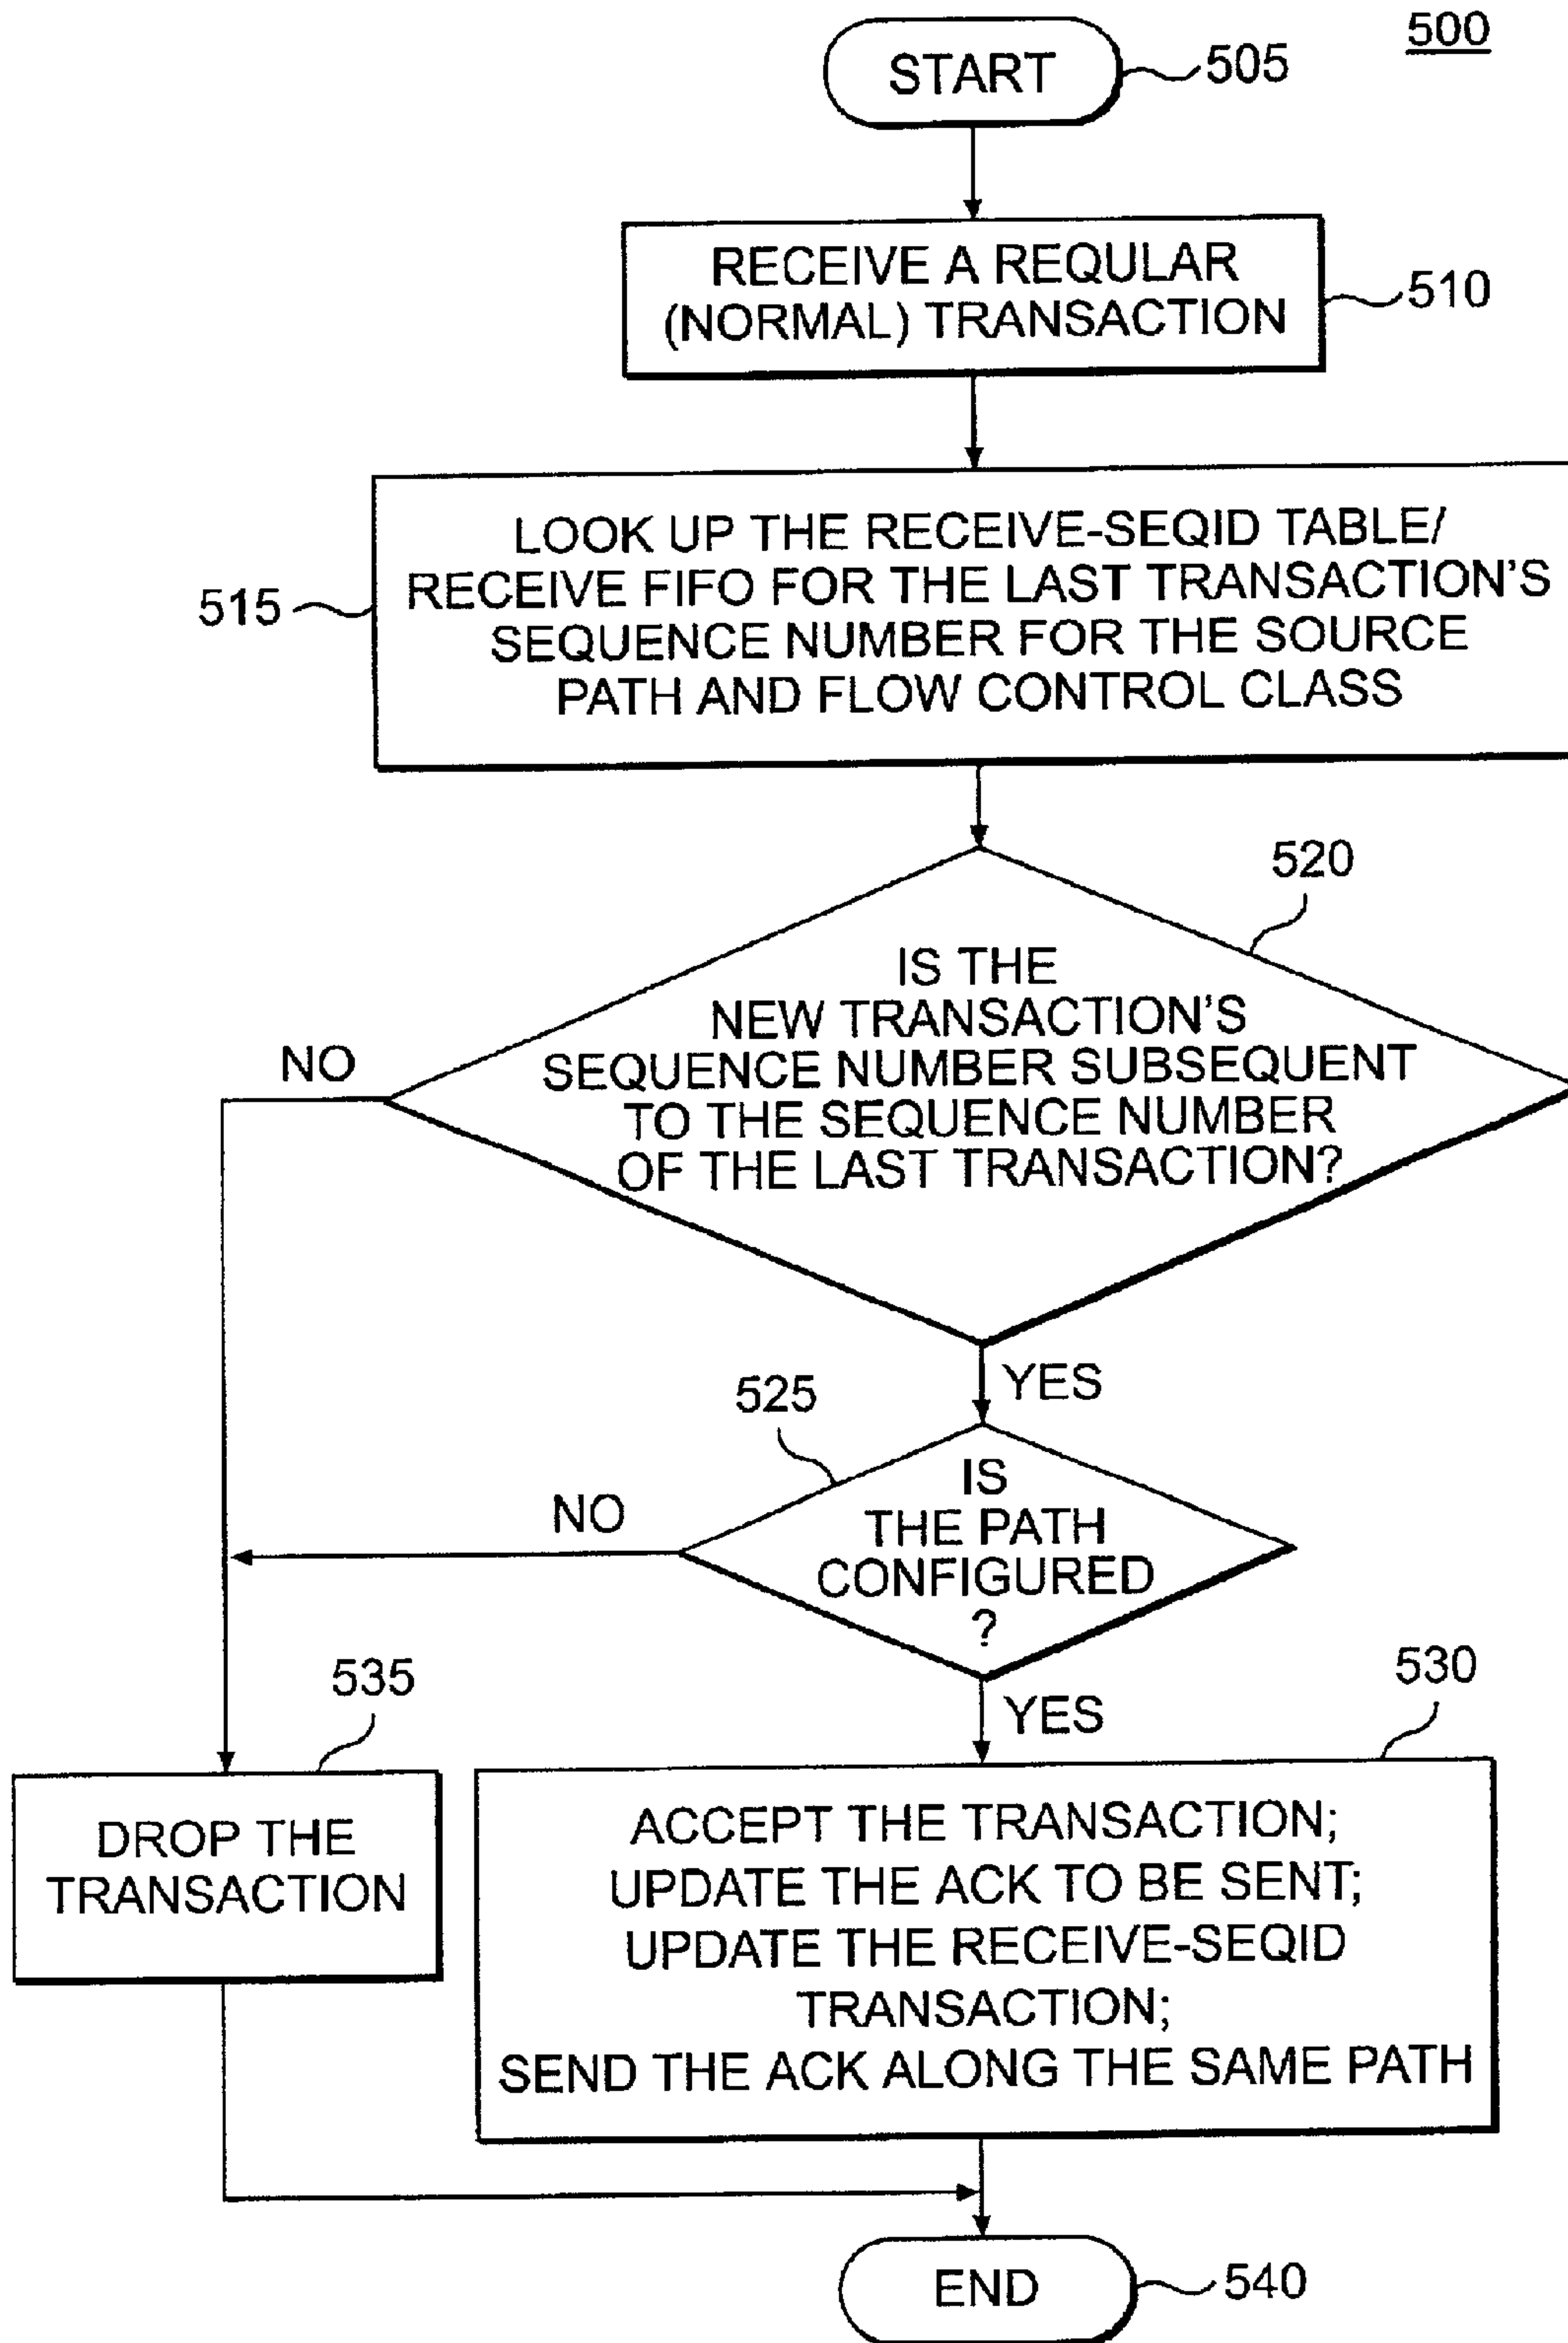 500
START
505
RECEIVE A REQULAR
(NORMAL) TRANSACTION
510
LOOK UP THE RECEIVE-SEQID TABLE/
RECEIVE FIFO FOR THE LAST TRANSACTION'S
SEQUENCE NUMBER FOR THE SOURCE
PATH AND FLOW CONTROL CLASS
515
520
IS THE
NEW TRANSACTION'S
SEQUENCE NUMBER SUBSEQUENT
TO THE SEQUENCE NUMBER
OF THE LAST TRANSACTION?
NO
YES
525
IS
THE PATH
CONFIGURED
?
NO
YES
535
DROP THE
TRANSACTION
530
ACCEPT THE TRANSACTION;
UPDATE THE ACK TO BE SENT;
UPDATE THE RECEIVE-SEQID
TRANSACTION;
SEND THE ACK ALONG THE SAME PATH
END
540